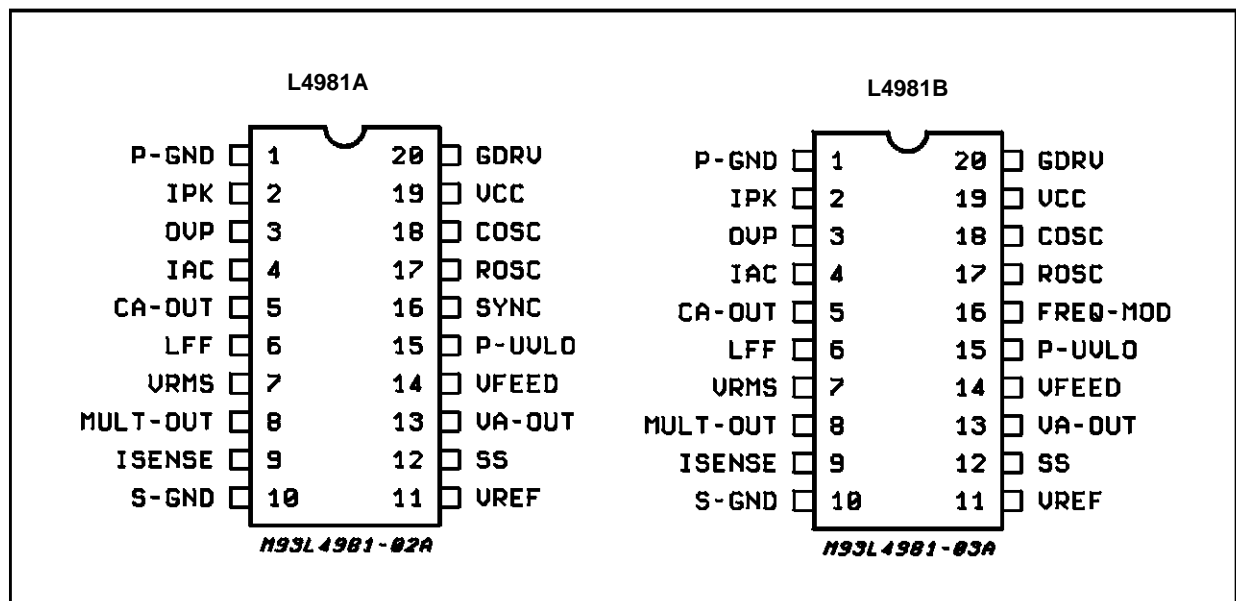 L4981A
P-GND 1 20 GDRV
IPK 2 19 VCC
OVP 3 18 COSC
IAC 4 17 ROSC
CA-OUT 5 16 SYNC
LFF 6 15 P-UVLO
VRMS 7 14 VFEED
MULT-OUT 8 13 VA-OUT
ISENSE 9 12 SS
S-GND 10 11 VREF
M93L4981-02A
L4981B
P-GND 1 20 GDRV
IPK 2 19 VCC
OVP 3 18 COSC
IAC 4 17 ROSC
CA-OUT 5 16 FREQ-MOD
LFF 6 15 P-UVLO
VRMS 7 14 VFEED
MULT-OUT 8 13 VA-OUT
ISENSE 9 12 SS
S-GND 10 11 VREF
M93L4981-03A